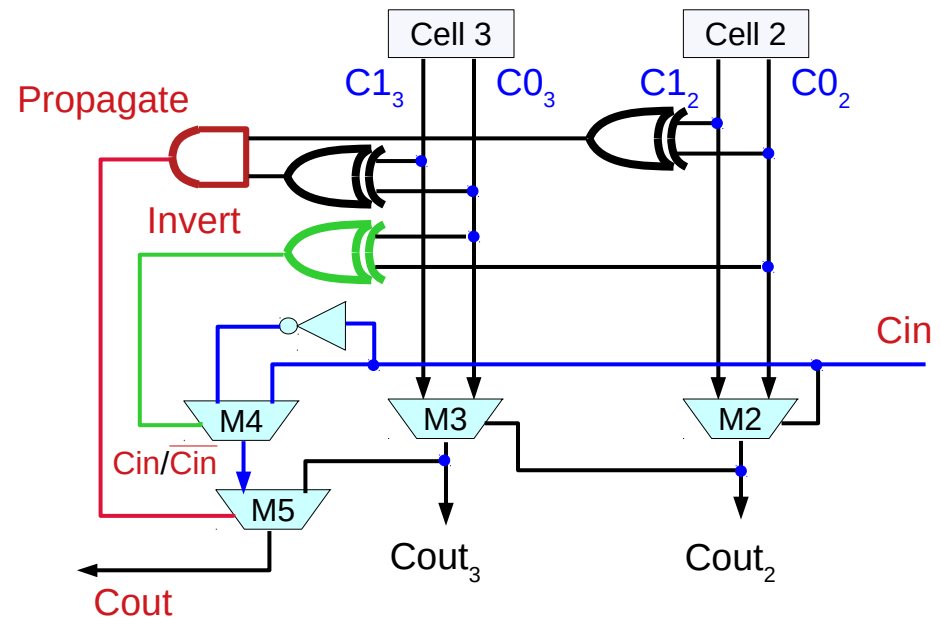 Cell 3
Cell 2
C1₃
C0₃
C1₂
C0₂
Propagate
Invert
Cin
M4
M3
M2
Cin/C̅i̅n̅
M5
Cout₃
Cout₂
Cout